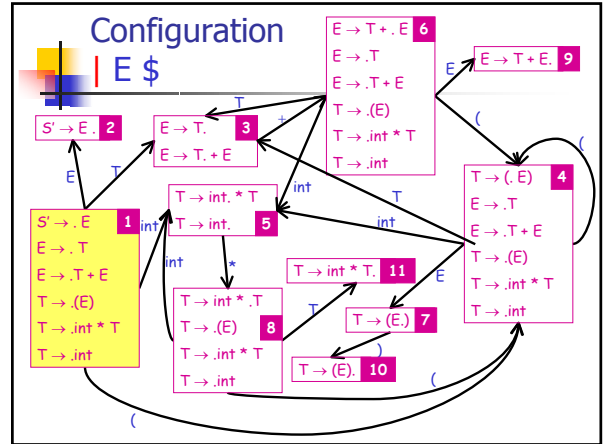 Configuration
| E $
S' → E . 2
E → T. 3
E → T. + E
E → T + . E 6
E → .T
E → .T + E
T → .(E)
T → .int * T
T → .int
E → T + E. 9
S' → . E 1
E → . T
E → .T + E
T → .(E)
T → .int * T
T → .int
T → int. * T
T → int. 5
T → int * .T
T → .(E) 8
T → .int * T
T → .int
T → int * T. 11
T → (E.) 7
T → (E). 10
T → (. E) 4
E → .T
E → .T + E
T → .(E)
T → .int * T
T → .int
E
T
int
int
*
T
+
int
E
(
(
T
int
E
T
)
(
(